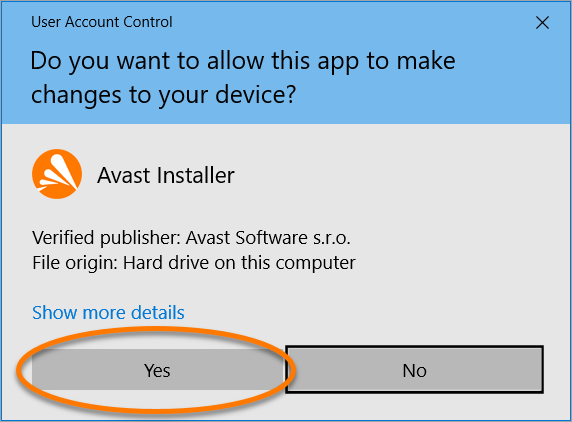 User Account Control
Do you want to allow this app to make
changes to your device?
Avast Installer
Verified publisher: Avast Software s.r.o.
File origin: Hard drive on this computer
Show more details
Yes
No